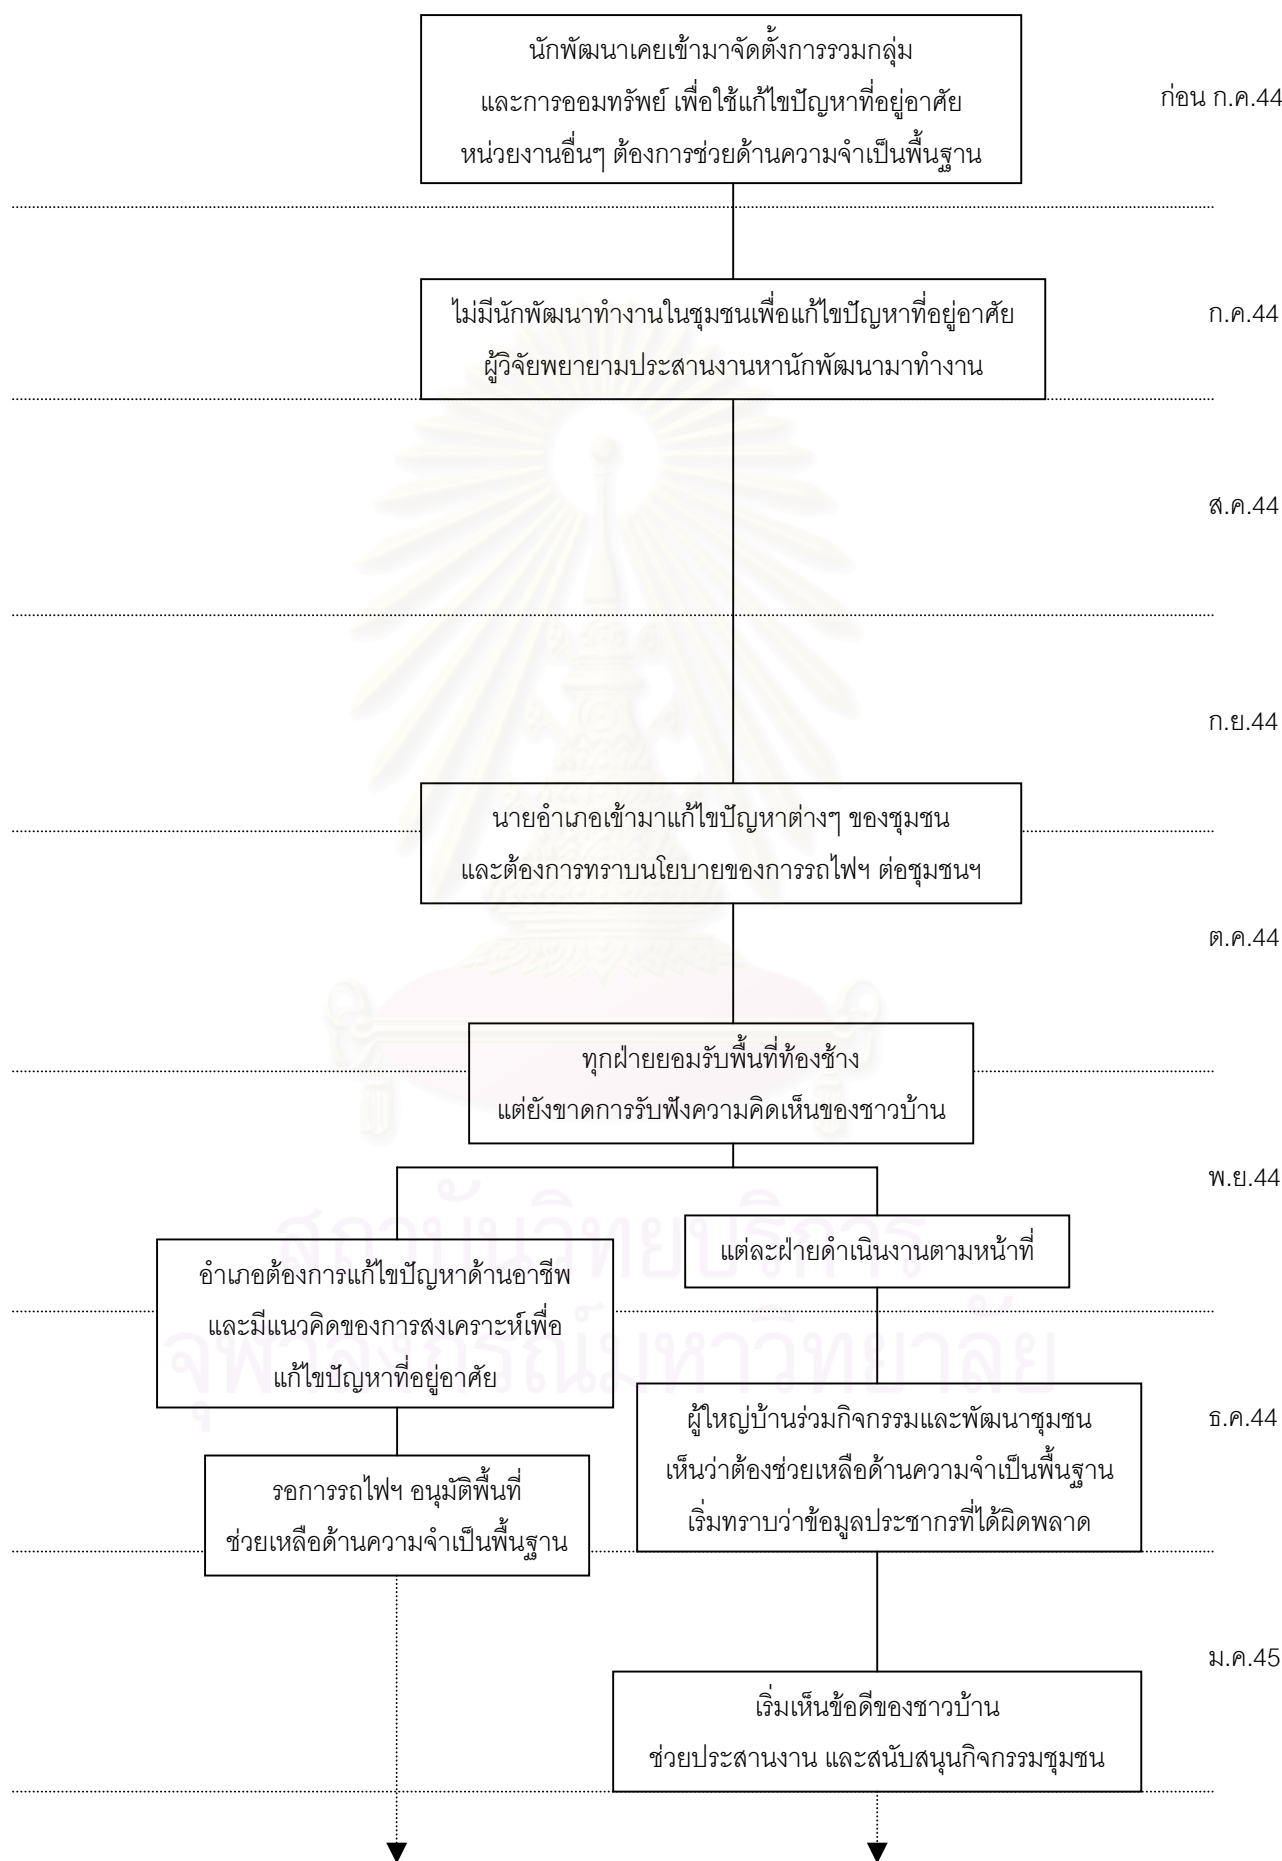 นักพัฒนาเคยเข้ามาจัดตั้งการรวมกลุ่ม
และการออมทรัพย์ เพื่อใช้แก้ไขปัญหาที่อยู่อาศัย
หน่วยงานอื่นๆ ต้องการช่วยด้านความจำเป็นพื้นฐาน
ก่อน ก.ค.44
ไม่มีนักพัฒนาทำงานในชุมชนเพื่อแก้ไขปัญหาที่อยู่อาศัย
ผู้วิจัยพยายามประสานงานหานักพัฒนามาทำงาน
ก.ค.44
ส.ค.44
ก.ย.44
นายอำเภอเข้ามาแก้ไขปัญหาต่างๆ ของชุมชน
และต้องการทราบนโยบายของการรถไฟฯ ต่อชุมชนฯ
ต.ค.44
ทุกฝ่ายยอมรับพื้นที่ท้องช้าง
แต่ยังขาดการรับฟังความคิดเห็นของชาวบ้าน
พ.ย.44
แต่ละฝ่ายดำเนินงานตามหน้าที่
อำเภอต้องการแก้ไขปัญหาด้านอาชีพ
และมีแนวคิดของการสงเคราะห์เพื่อ
แก้ไขปัญหาที่อยู่อาศัย
สถาบันวิทยบริการ
จุฬาลงกรณ์มหาวิทยาลัย
ผู้ใหญ่บ้านร่วมกิจกรรมและพัฒนาชุมชน
เห็นว่าต้องช่วยเหลือด้านความจำเป็นพื้นฐาน
เริ่มทราบว่าข้อมูลประชากรที่ได้ผิดพลาด
ธ.ค.44
รอการรถไฟฯ อนุมัติพื้นที่
ช่วยเหลือด้านความจำเป็นพื้นฐาน
ม.ค.45
เริ่มเห็นข้อดีของชาวบ้าน
ช่วยประสานงาน และสนับสนุนกิจกรรมชุมชน